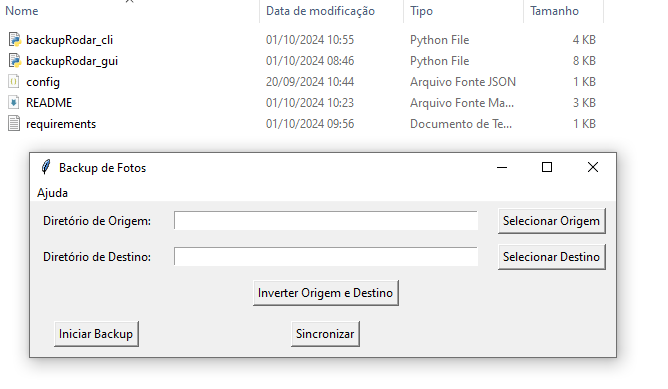 Nome Data de modificação Tipo Tamanho
backupRodar_cli 01/10/2024 10:55 Python File 4 KB
backupRodar_gui 01/10/2024 08:46 Python File 8 KB
config 20/09/2024 10:44 Arquivo Fonte JSON 1 KB
README 01/10/2024 10:23 Arquivo Fonte Ma... 3 KB
requirements 01/10/2024 09:56 Documento de Te... 1 KB
Backup de Fotos
Ajuda
Diretório de Origem: Selecionar Origem
Diretório de Destino: Selecionar Destino
Inverter Origem e Destino
Iniciar Backup Sincronizar